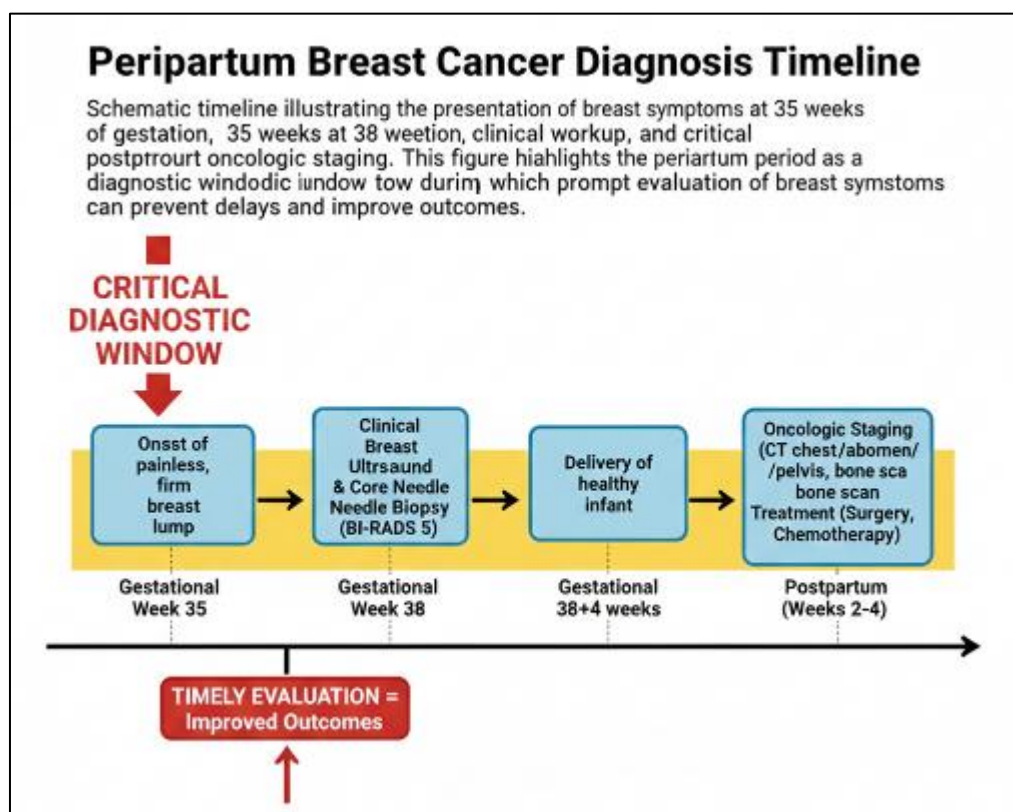 Peripartum Breast Cancer Diagnosis Timeline
Schematic timeline illustrating the presentation of breast symptoms at 35 weeks
of gestation, 35 weeks at 38 weetion, clinical workup, and critical
postptrourt oncologic staging. This figure hiahlights the periartum period as a
diagnostic windodic iundow tow durim, which prompt evaluation of breast symstoms
can prevent delays and improve outcomes.
CRITICAL
DIAGNOSTIC
WINDOW
Onsst of
painless,
firm
breast
lump
Clinical
Breast
Ultrsaund
& Core Needle
Needle Biopsy
(BI-RADS 5)
Delivery of
healthy
infant
Oncologic Staging
(CT chest/abomen/
/pelvis, bone sca
bone scan
Treatment (Surgery,
Chemotherapy)
Gestational
Week 35
Gestational
Week 38
Gestational
38+4 weeks
Postpartum
(Weeks 2-4)
TIMELY EVALUATION =
Improved Outcomes